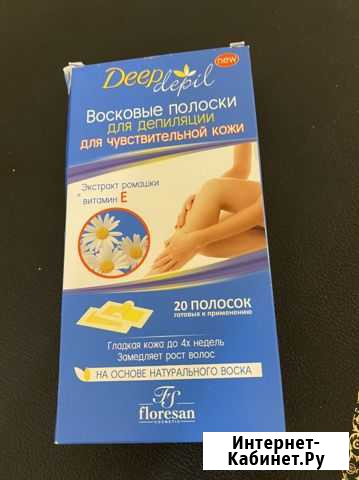 Deep
depil
new
Восковые полоски
для депиляции
для чувствительной кожи
Экстракт ромашки
+ витамин Е
20 ПОЛОСОК
готовых к применению
Гладкая кожа до 4х недель
Замедляет рост волос
НА ОСНОВЕ НАТУРАЛЬНОГО ВОСКА
FS
floresan
COSMETIC
Интернет-
Кабинет.Ру